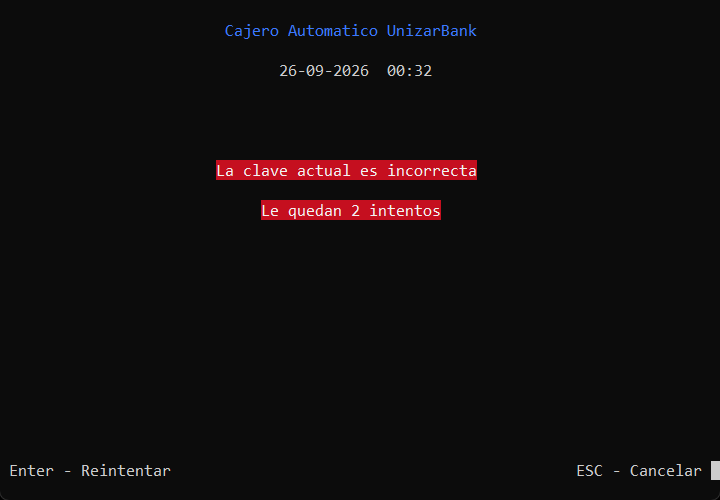 Cajero Automatico UnizarBank
26-09-2026  00:32
La clave actual es incorrecta
Le quedan 2 intentos
Enter - Reintentar
ESC - Cancelar